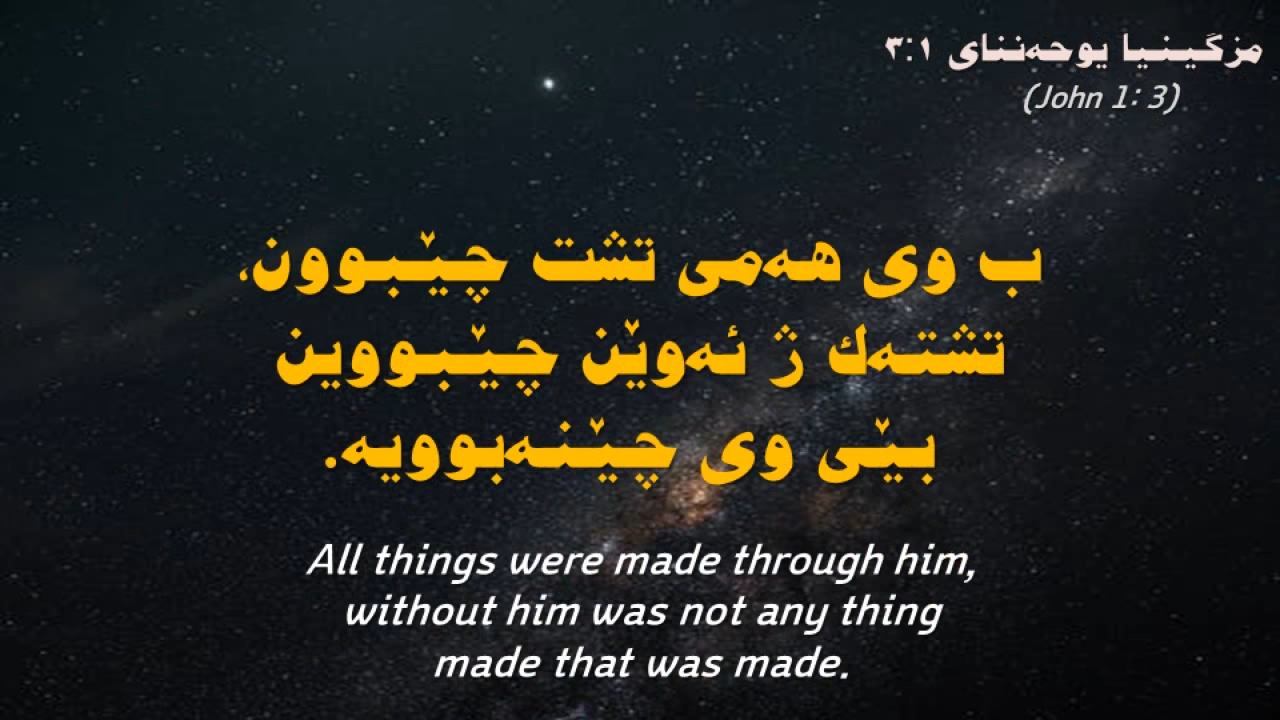 مزگینیا یوحەننای ٣:١
(John 1: 3)
ب وی هەمی تشت چێبوون،
تشتەك ژ ئەوێن چێبووین
بێی وی چێنەبوویە.
All things were made through him,
without him was not any thing
made that was made.